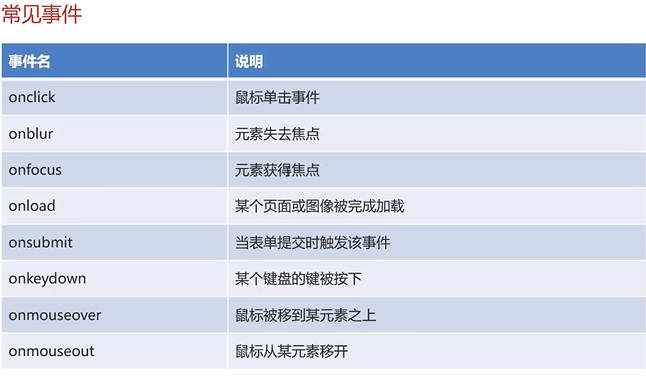 常见事件
事件名 说明
onclick 鼠标单击事件
onblur 元素失去焦点
onfocus 元素获得焦点
onload 某个页面或图像被完成加载
onsubmit 当表单提交时触发该事件
onkeydown 某个键盘的键被按下
onmouseover 鼠标被移到某元素之上
onmouseout 鼠标从某元素移开